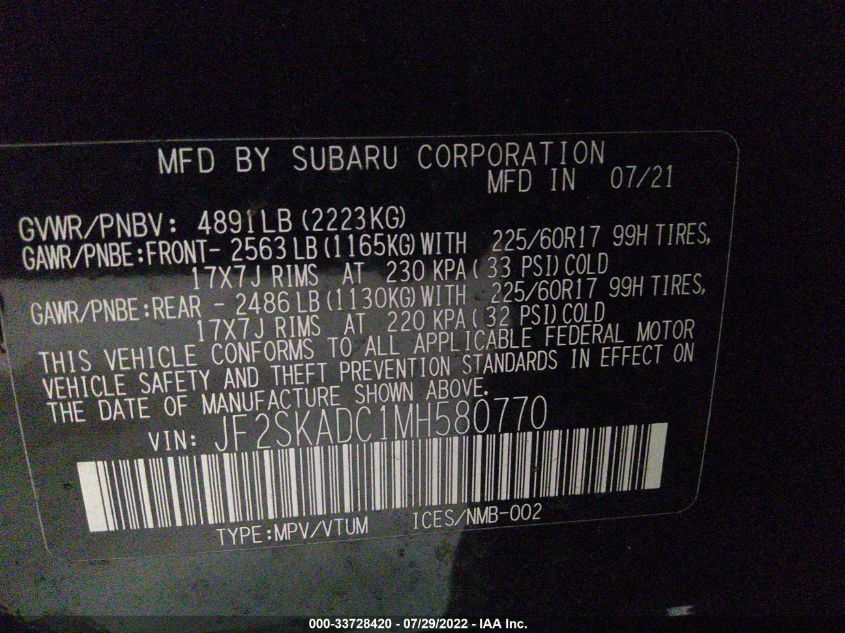 MFD BY SUBARU CORPORATION
MFD IN 07/21
GVWR/PNBV: 4891LB (2223KG)
GAWR/PNBE:FRONT- 2563 LB (1165KG) WITH 225/60R17 99H TIRES,
17X7J RIMS AT 230 KPA ( 33 PSI) COLD
GAWR/PNBE:REAR - 2486 LB (1130KG) WITH 225/60R17 99H TIRES,
17X7J RIMS AT 220 KPA ( 32 PSI) COLD
THIS VEHICLE CONFORMS TO ALL APPLICABLE FEDERAL MOTOR
VEHICLE SAFETY AND THEFT PREVENTION STANDARDS IN EFFECT ON
THE DATE OF MANUFACTURE SHOWN ABOVE.
VIN: JF2SKADC1MH580770
TYPE:MPV/VTUM ICES/NMB-002
000-33728420 - 07/29/2022 - IAA Inc.